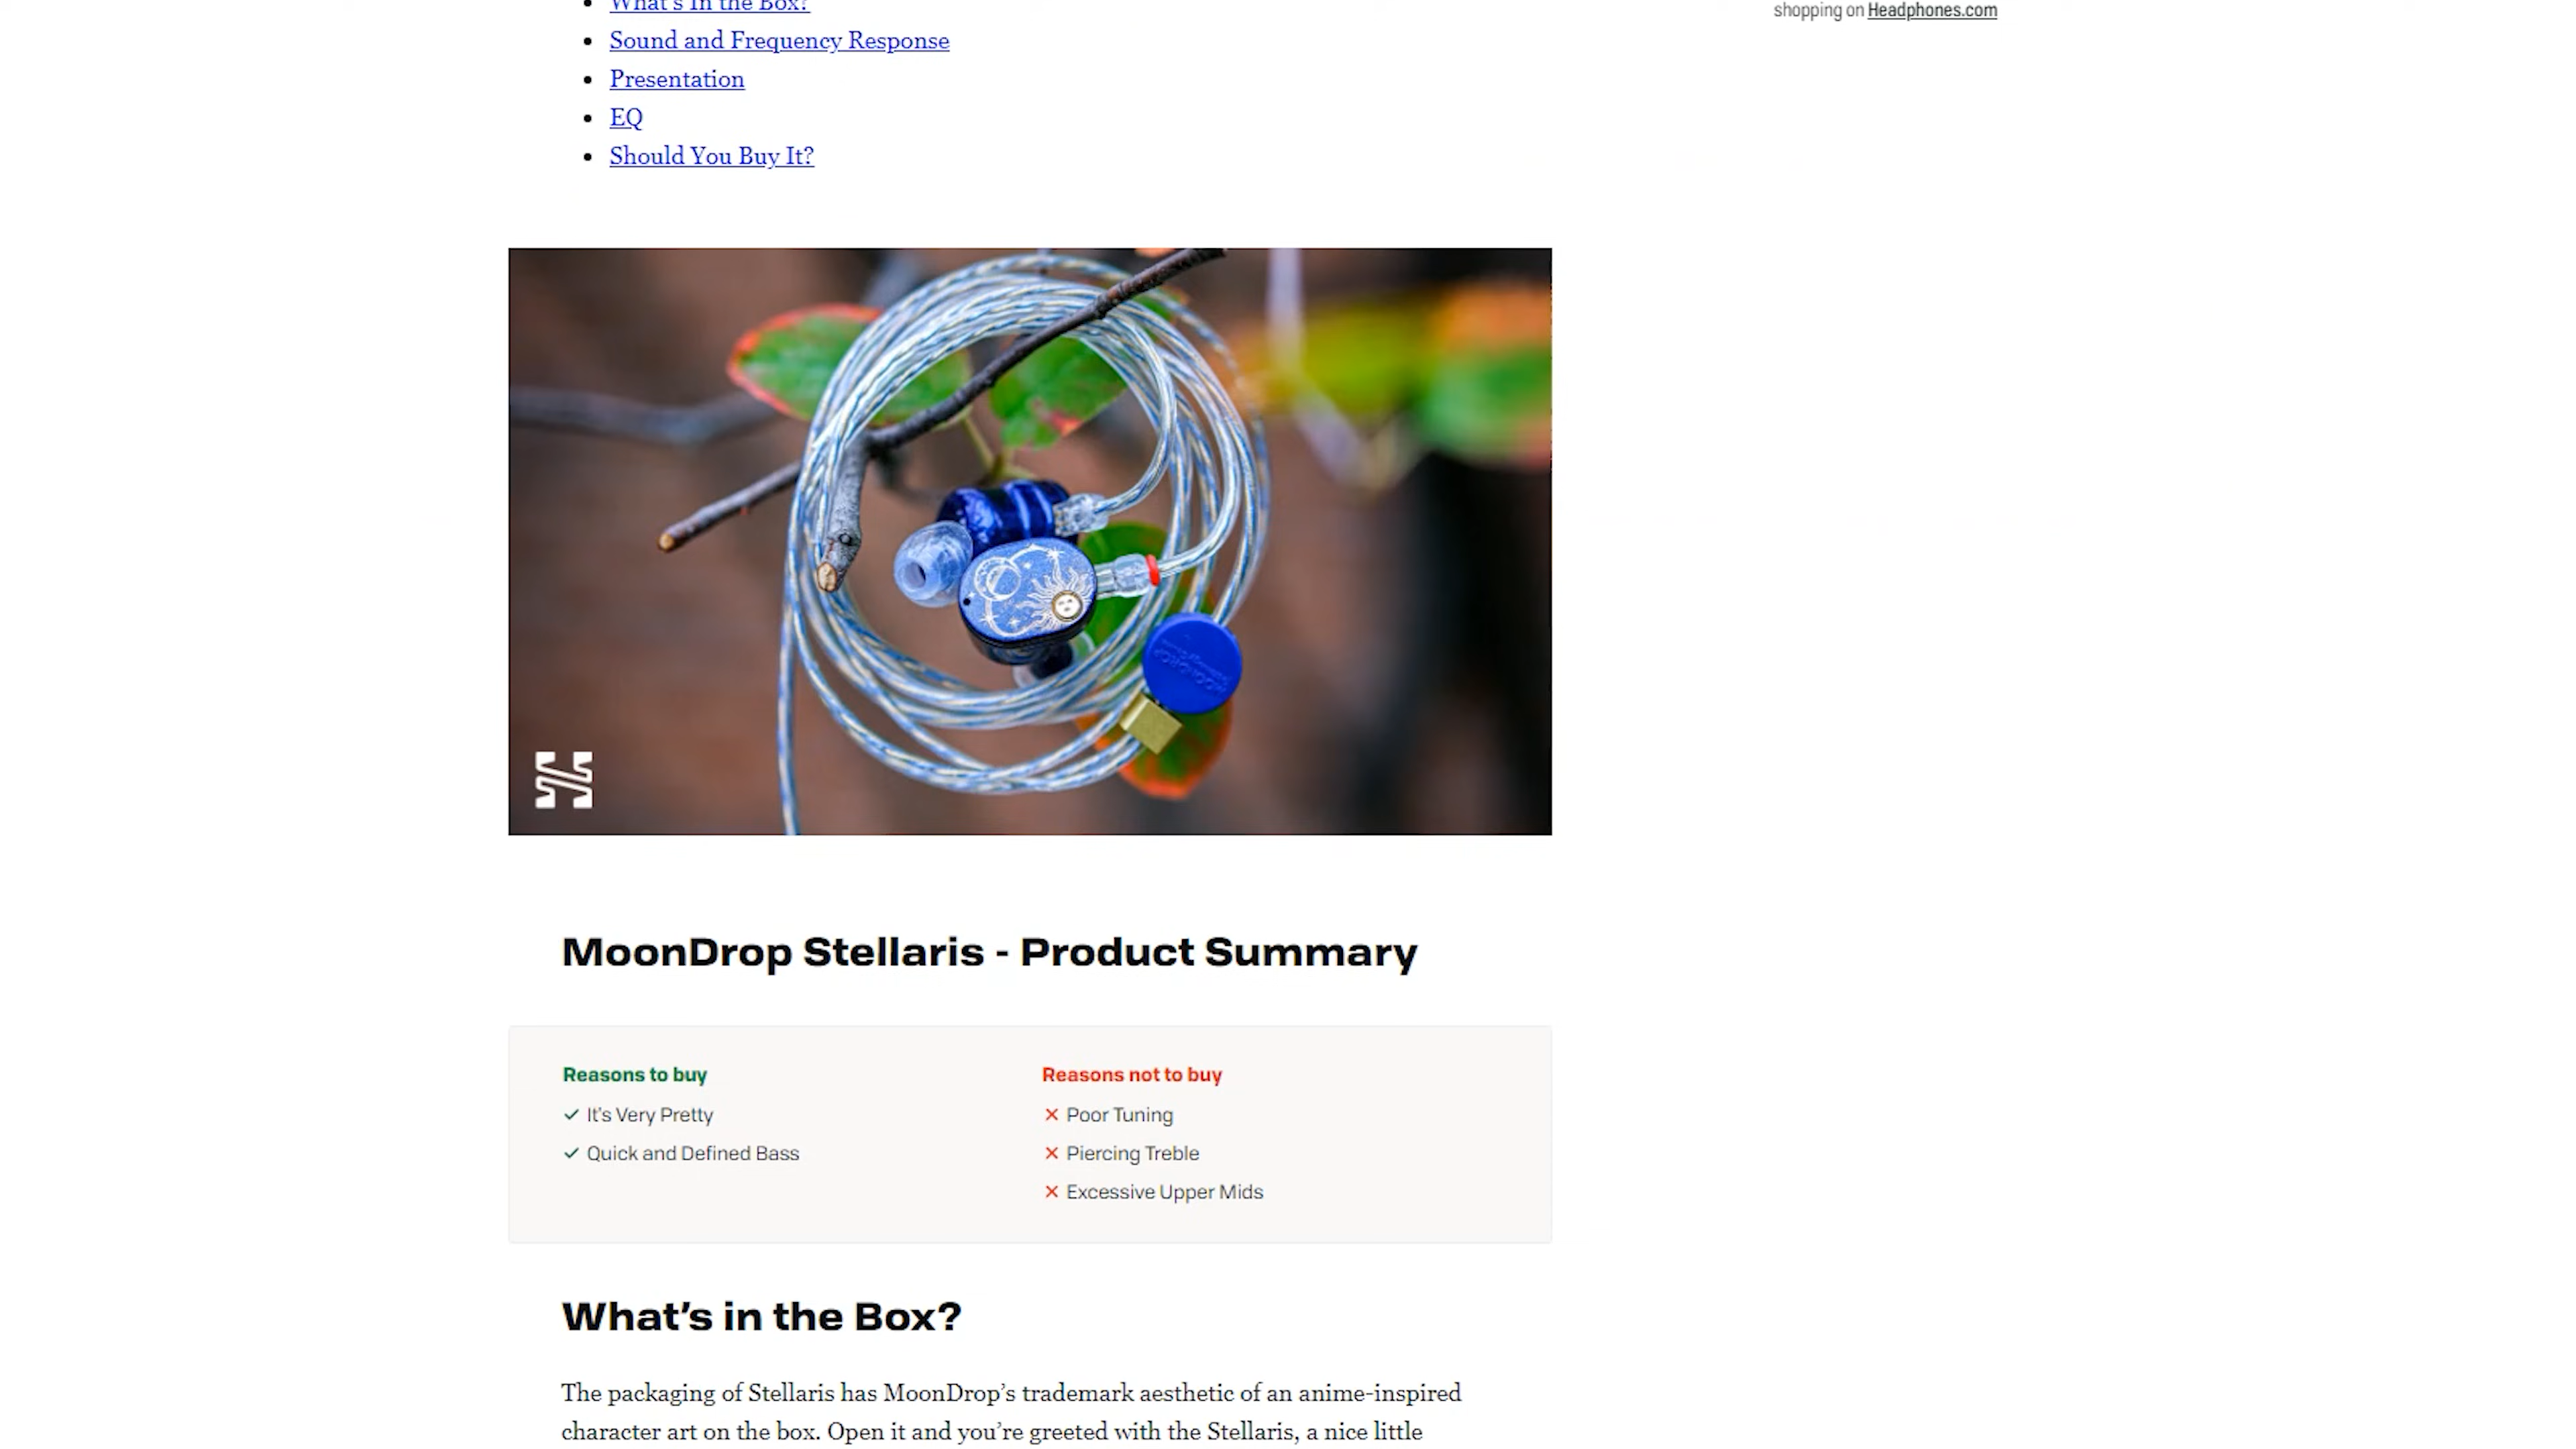 What's In the Box?
shopping on Headphones.com
Sound and Frequency Response
Presentation
EQ
Should You Buy It?
MOONDROP
MoonDrop Stellaris - Product Summary
Reasons to buy
It's Very Pretty
Quick and Defined Bass
Reasons not to buy
Poor Tuning
Piercing Treble
Excessive Upper Mids
What’s in the Box?
The packaging of Stellaris has MoonDrop’s trademark aesthetic of an anime-inspired
character art on the box. Open it and you’re greeted with the Stellaris, a nice little